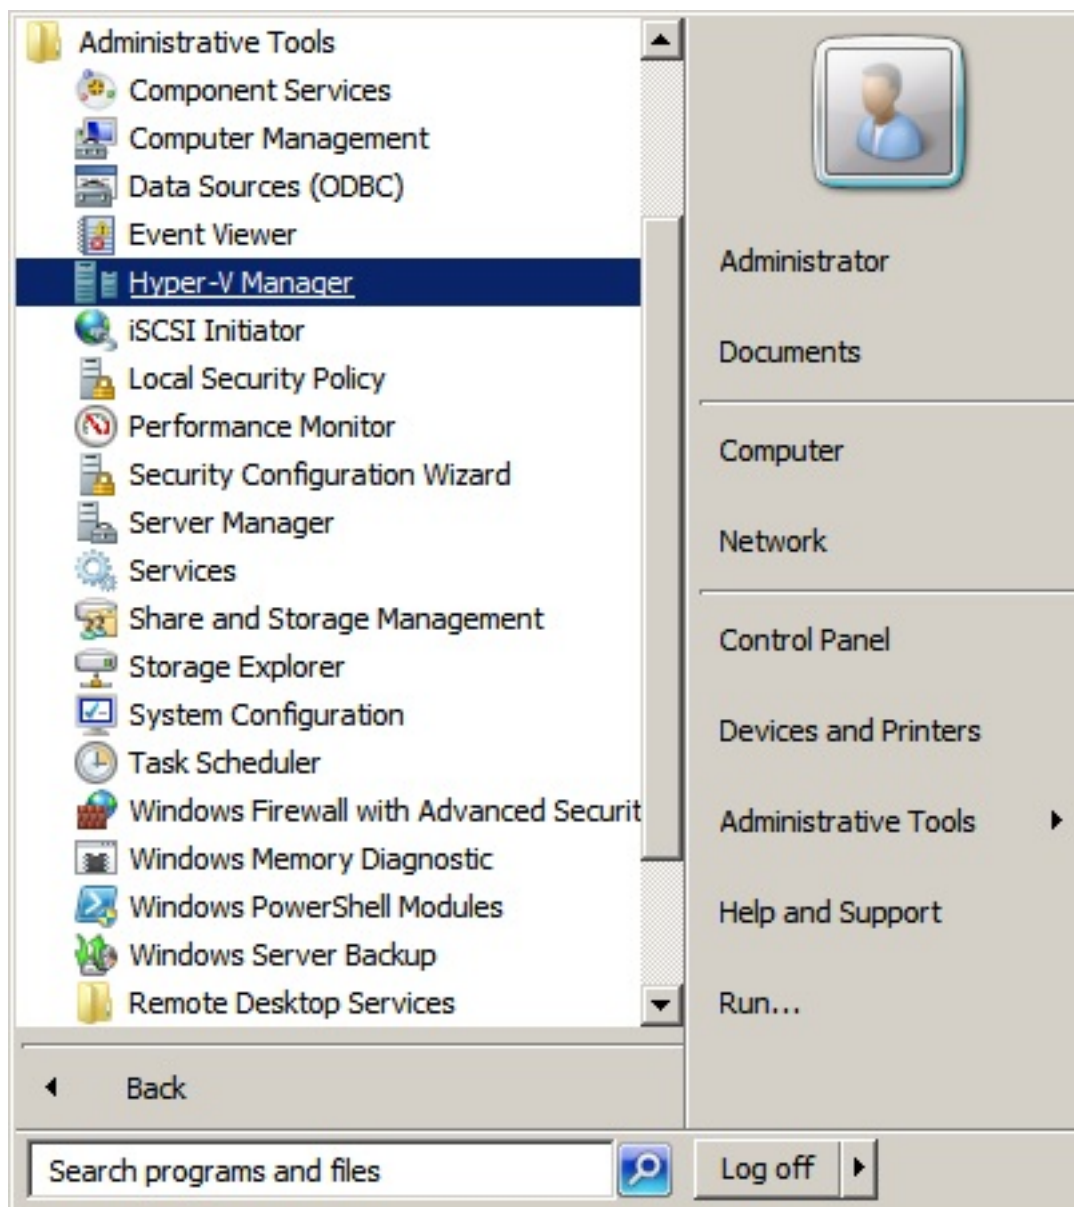 Administrative Tools
Component Services
Computer Management
Data Sources (ODBC)
Event Viewer
Hyper-V Manager
iSCSI Initiator
Local Security Policy
Performance Monitor
Security Configuration Wizard
Server Manager
Services
Share and Storage Management
Storage Explorer
System Configuration
Task Scheduler
Windows Firewall with Advanced Securit
Windows Memory Diagnostic
Windows PowerShell Modules
Windows Server Backup
Remote Desktop Services
Back
Search programs and files
Administrator
Documents
Computer
Network
Control Panel
Devices and Printers
Administrative Tools
Help and Support
Run...
Log off